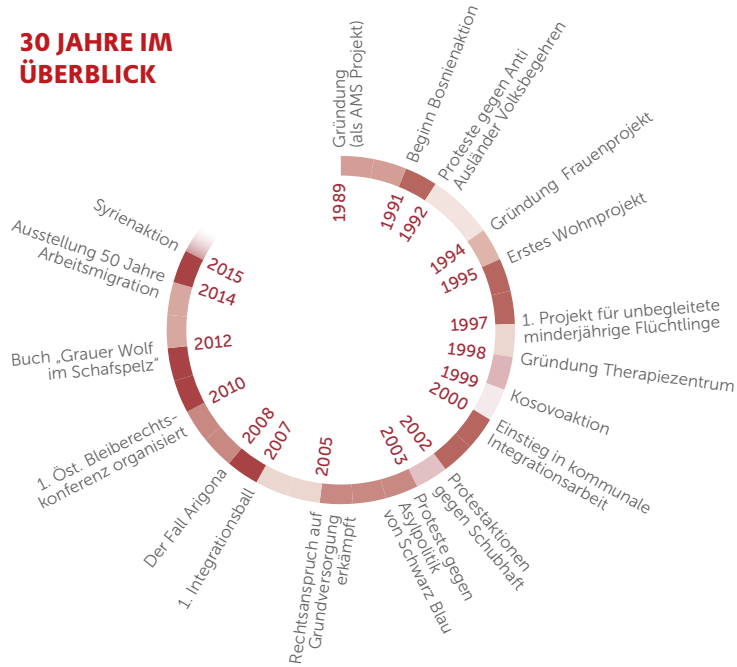 30 JAHRE IM
ÜBERBLICK
1989
Gründung
(als AMS Projekt)
1991
Beginn Bosnienaktion
1992
Proteste gegen Anti
Ausländer Volksbegehren
1994
Gründung Frauenprojekt
1995
Erstes Wohnprojekt
1997
1. Projekt für unbegleitete
minderjährige Flüchtlinge
1998
Gründung Therapiezentrum
1999
Kosovoaktion
2000
Einstieg in kommunale
Integrationsarbeit
2002
Protestaktionen
gegen Schubhaft
2003
Proteste gegen
Asylpolitik
von Schwarz Blau
2005
Rechtsanspruch auf
Grundversorgung
erkämpft
2007
1. Integrationsball
2008
Der Fall Arigona
2010
1. Öst. Bleiberechts-
konferenz organisiert
2012
Buch „Grauer Wolf
im Schafspelz“
2014
Ausstellung 50 Jahre
Arbeitsmigration
2015
Syrienaktion